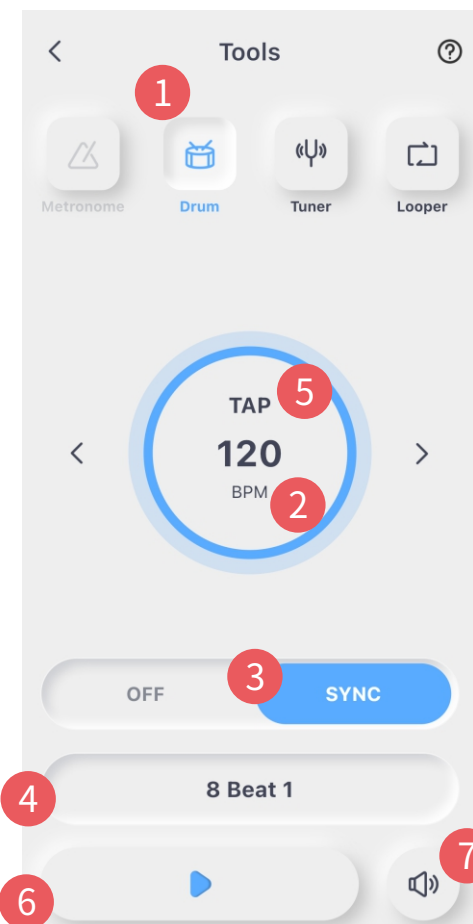 Tools
1
Metronome Drum Tuner Looper
TAP 5
120
BPM 2
OFF 3 SYNC
8 Beat 1
4
7
6